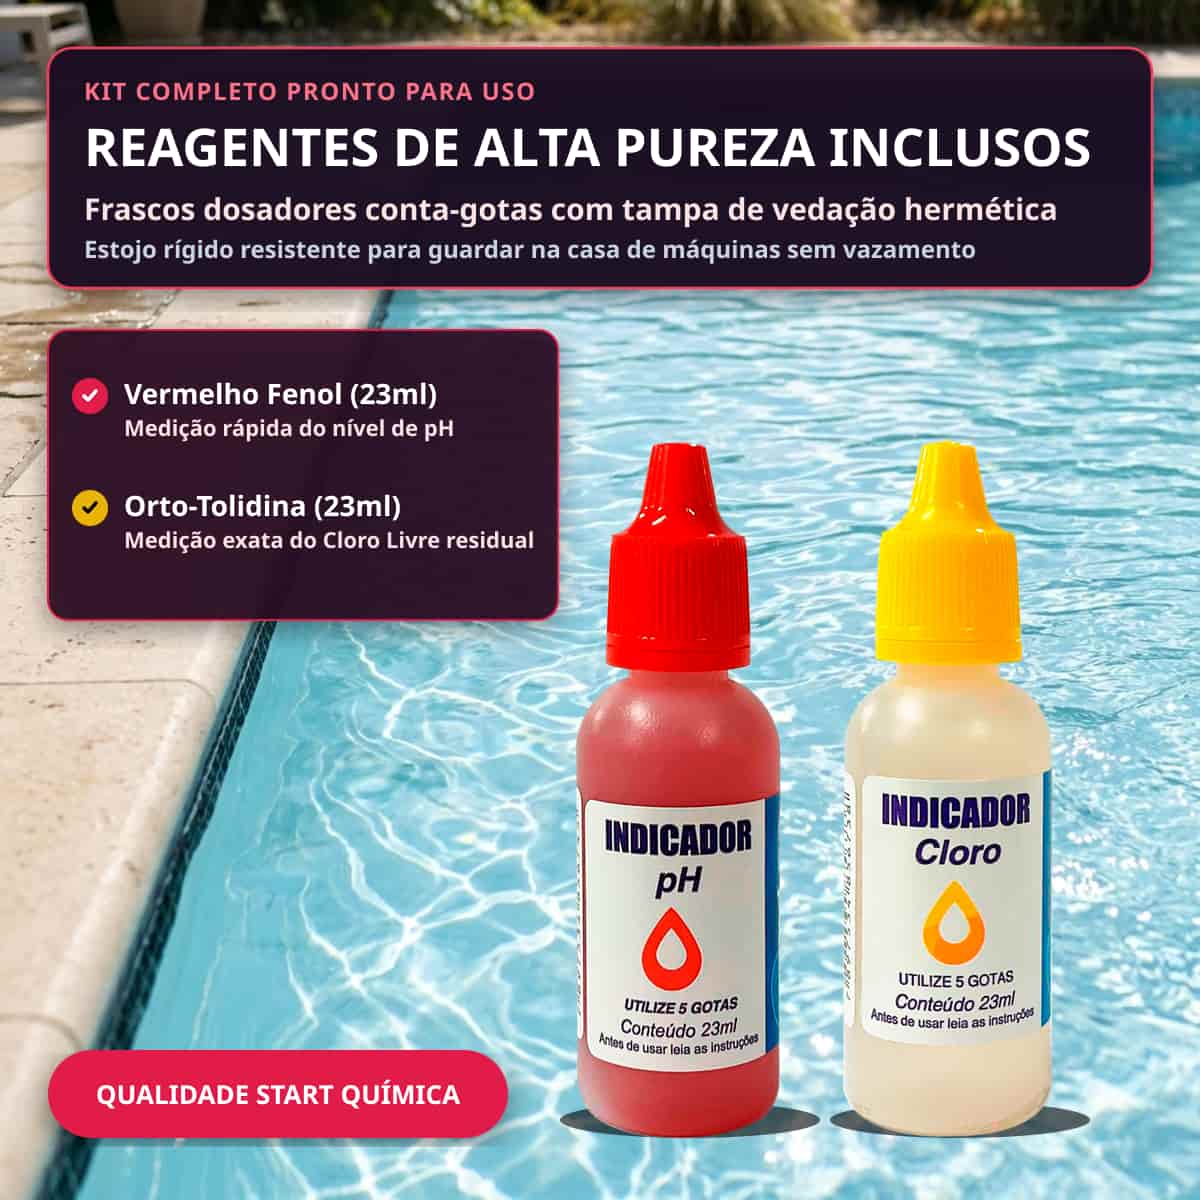 KIT COMPLETO PRONTO PARA USO
REAGENTES DE ALTA PUREZA INCLUSOS
Frascos dosadores conta-gotas com tampa de vedação hermética
Estojo rígido resistente para guardar na casa de máquinas sem vazamento
Vermelho Fenol (23ml)
Medição rápida do nível de pH
Orto-Tolidina (23ml)
Medição exata do Cloro Livre residual
INDICADOR
pH
UTILIZE 5 GOTAS
Conteúdo 23ml
Antes de usar leia as instruções
INDICADOR
Cloro
UTILIZE 5 GOTAS
Conteúdo 23ml
Antes de usar leia as instruções
QUALIDADE START QUÍMICA